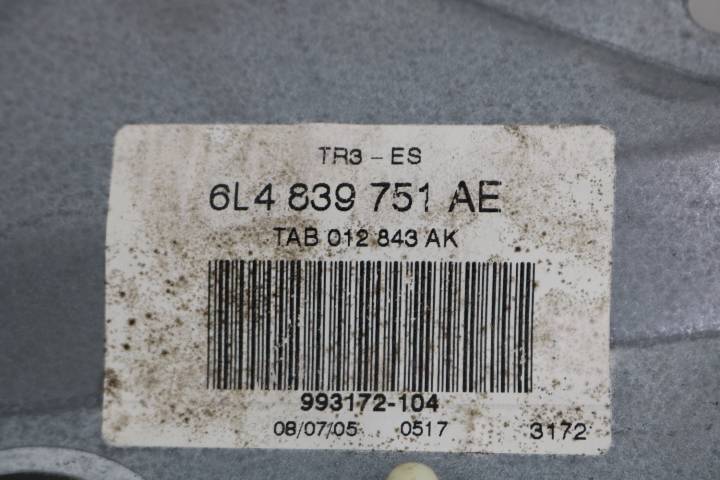 TR3 - ES
6L4 839 751 AE
TAB 012 843 AK
993172-104
08/07/05 0517 3172